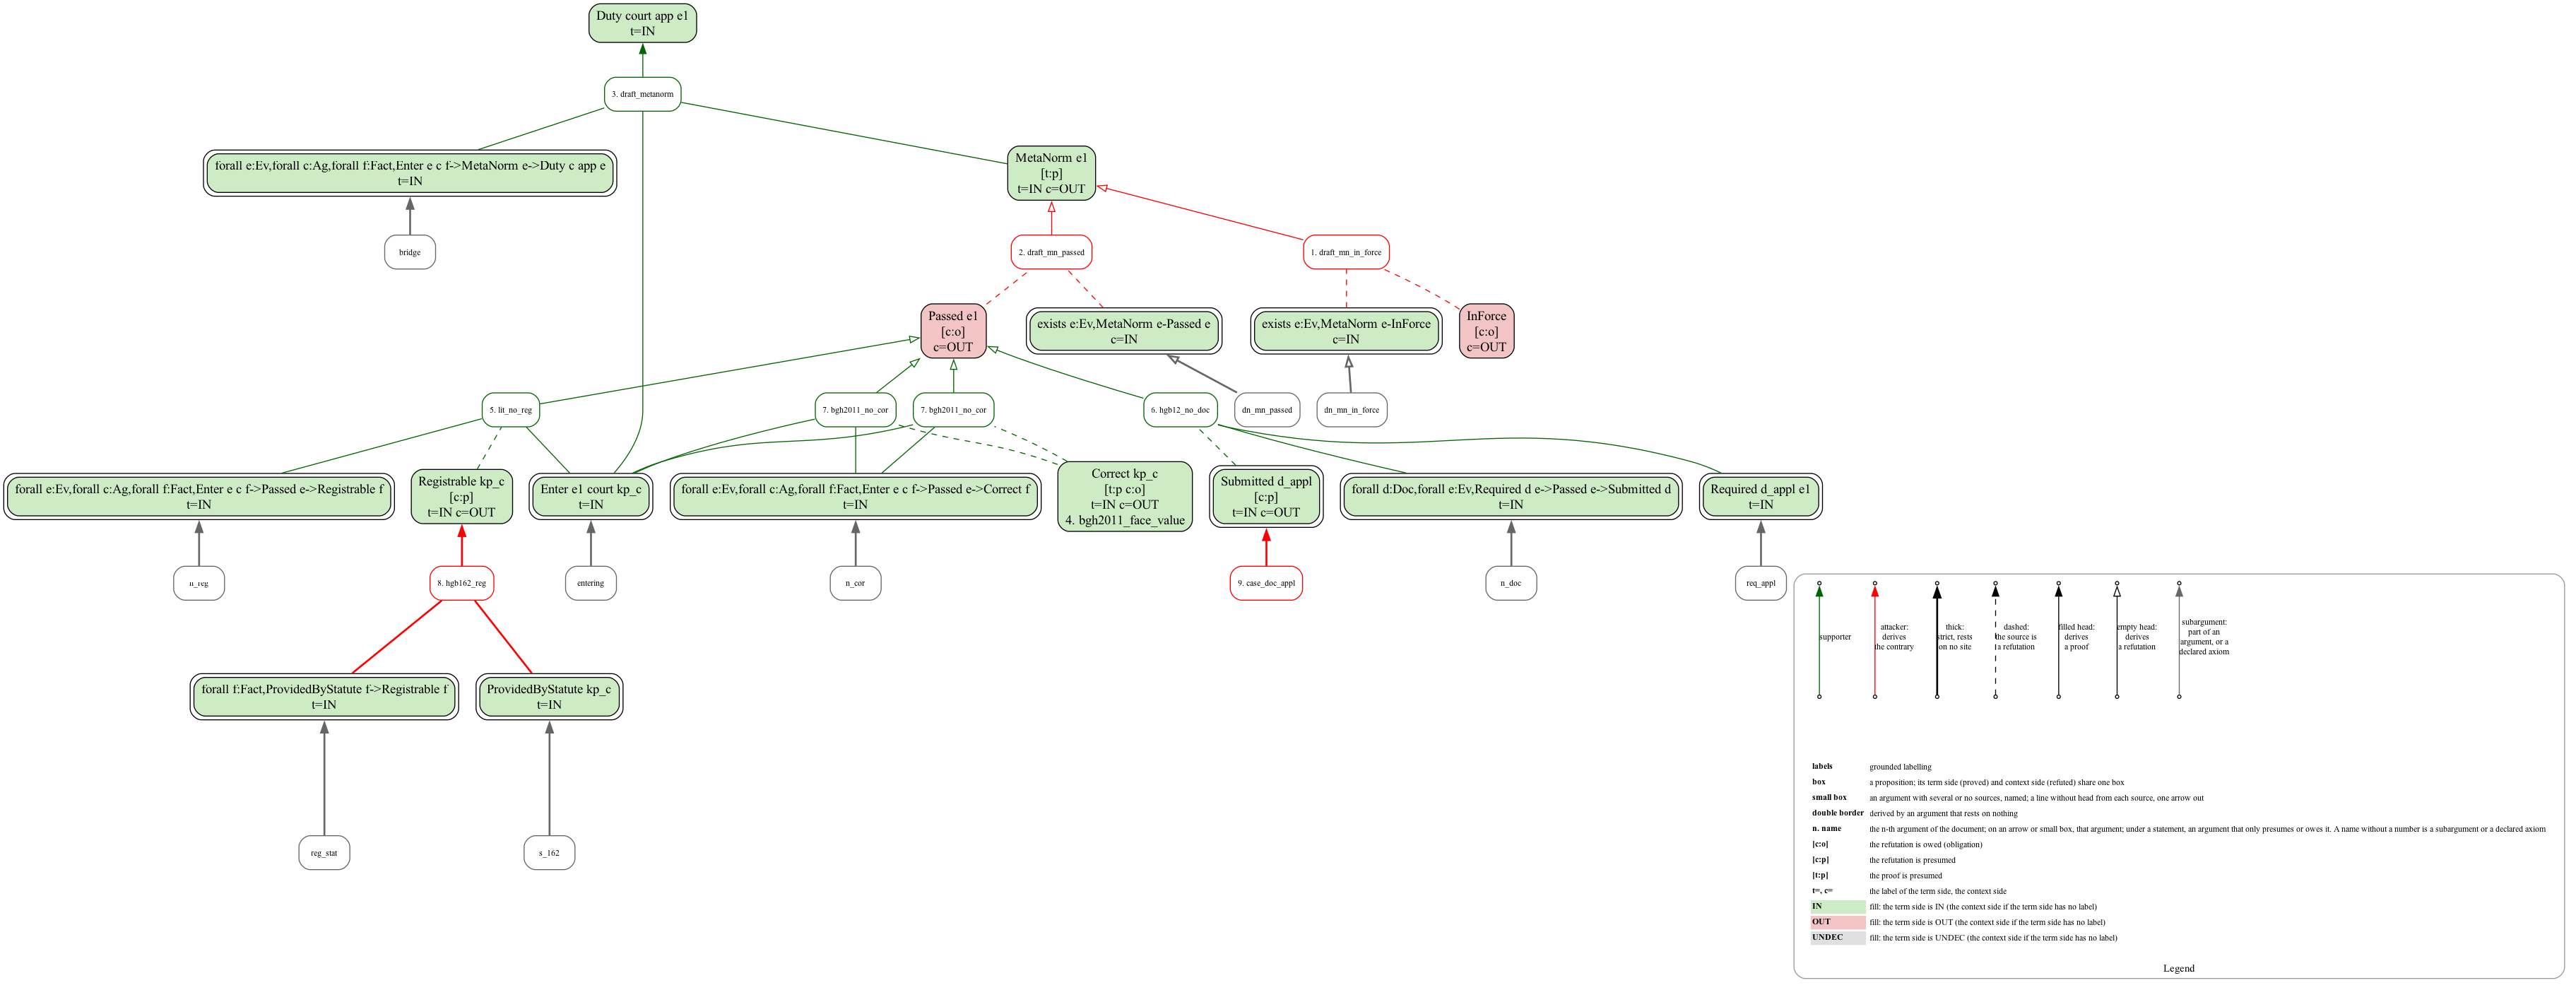 Duty court app e1
t=IN
3. draft_metanorm
forall e:Ev,forall c:Ag,forall f:Fact,Enter e c f->MetaNorm e->Duty c app e
t=IN
MetaNorm e1
[t:p]
t=IN c=OUT
bridge
2. draft_mn_passed
1. draft_mn_in_force
Passed e1
[c:o]
c=OUT
exists e:Ev,MetaNorm e-Passed e
c=IN
exists e:Ev,MetaNorm e-InForce
c=IN
InForce
[c:o]
c=OUT
5. lit_no_reg
7. bgh2011_no_cor
7. bgh2011_no_cor
6. hgb12_no_doc
dn_mn_passed
dn_mn_in_force
forall e:Ev,forall c:Ag,forall f:Fact,Enter e c f->Passed e->Registrable f
t=IN
Registrable kp_c
[c:p]
t=IN c=OUT
Enter e1 court kp_c
t=IN
forall e:Ev,forall c:Ag,forall f:Fact,Enter e c f->Passed e->Correct f
t=IN
Correct kp_c
[t:p c:o]
t=IN c=OUT
4. bgh2011_face_value
Submitted d_appl
[c:p]
t=IN c=OUT
forall d:Doc,forall e:Ev,Required d e->Passed e->Submitted d
t=IN
Required d_appl e1
t=IN
n_reg
8. hgb162_reg
entering
n_cor
9. case_doc_appl
n_doc
req_appl
forall f:Fact,ProvidedByStatute f->Registrable f
t=IN
ProvidedByStatute kp_c
t=IN
reg_stat
s_162
supporter
attacker:
derives
the contrary
thick:
strict, rests
on no site
dashed:
the source is
a refutation
filled head:
derives
a proof
empty head:
derives
a refutation
subargument:
part of an
argument, or a
declared axiom
labels grounded labelling
box a proposition; its term side (proved) and context side (refuted) share one box
small box an argument with several or no sources, named; a line without head from each source, one arrow out
double border derived by an argument that rests on nothing
n. name the n-th argument of the document; on an arrow or small box, that argument; under a statement, an argument that only presumes or owes it. A name without a number is a subargument or a declared axiom
[c:o] the refutation is owed (obligation)
[c:p] the refutation is presumed
[t:p] the proof is presumed
t=, c= the label of the term side, the context side
IN fill: the term side is IN (the context side if the term side has no label)
OUT fill: the term side is OUT (the context side if the term side has no label)
UNDEC fill: the term side is UNDEC (the context side if the term side has no label)
Legend